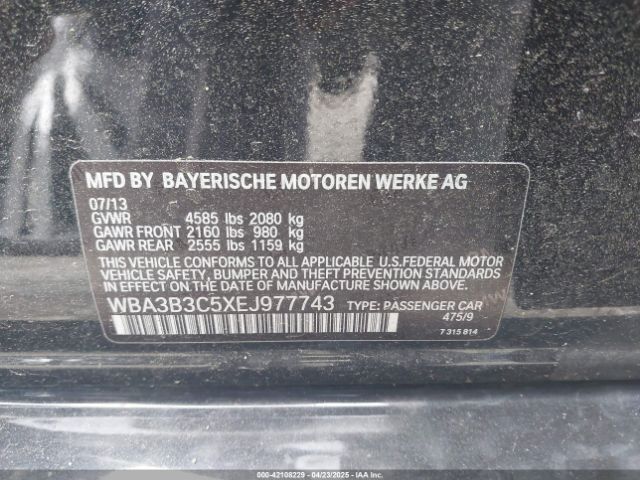 MFD BY BAYERISCHE MOTOREN WERKE AG
07/13
GVWR 4585 lbs 2080 kg
GAWR FRONT 2160 lbs 980 kg
GAWR REAR 2555 lbs 1159 kg
THIS VEHICLE CONFORMS TO ALL APPLICABLE U.S.FEDERAL MOTOR
VEHICLE SAFETY, BUMPER AND THEFT PREVENTION STANDARDS
IN EFFECT ON THE DATE OF MANUFACTURE SHOWN ABOVE.
WBA3B3C5XEJ977743 TYPE: PASSENGER CAR
475/9
7 315 814
000-42108229 - 04/23/2025 - IAA, Inc.